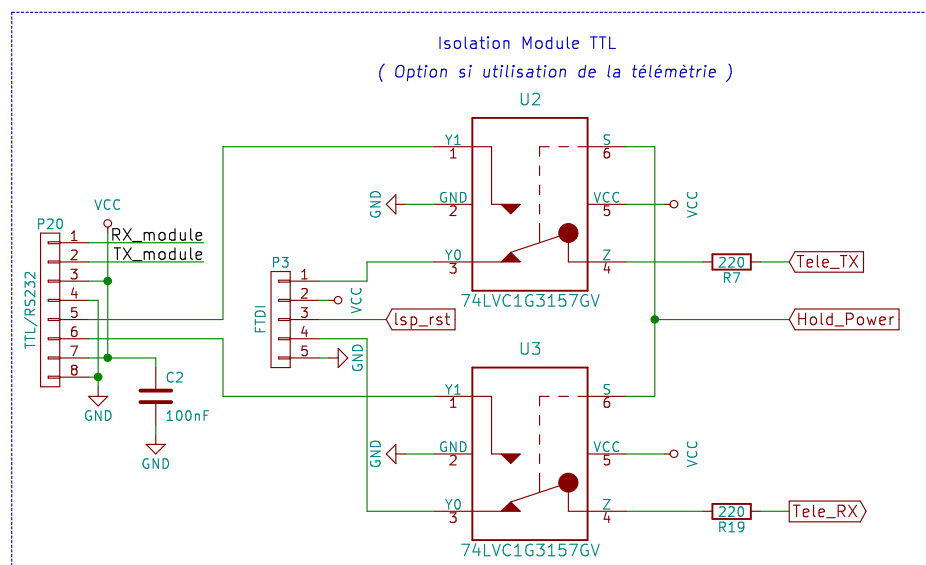 Isolation Module TTL
( Option si utilisation de la télémètrie )
U2
Y1
1
S
6
GND
GND
2
VCC
5
VCC
Y0
3
Z
4
220
R7
Tele_TX
74LVC1G3157GV
VCC
P20
TTL/RS232
1
RX_module
2
TX_module
3
4
5
6
7
8
GND
C2
100nF
GND
P3
FTDI
1
2
VCC
3
lsp_rst
4
5
GND
Hold_Power
U3
Y1
1
S
6
GND
GND
2
VCC
5
VCC
Y0
3
Z
4
220
R19
Tele_RX
74LVC1G3157GV